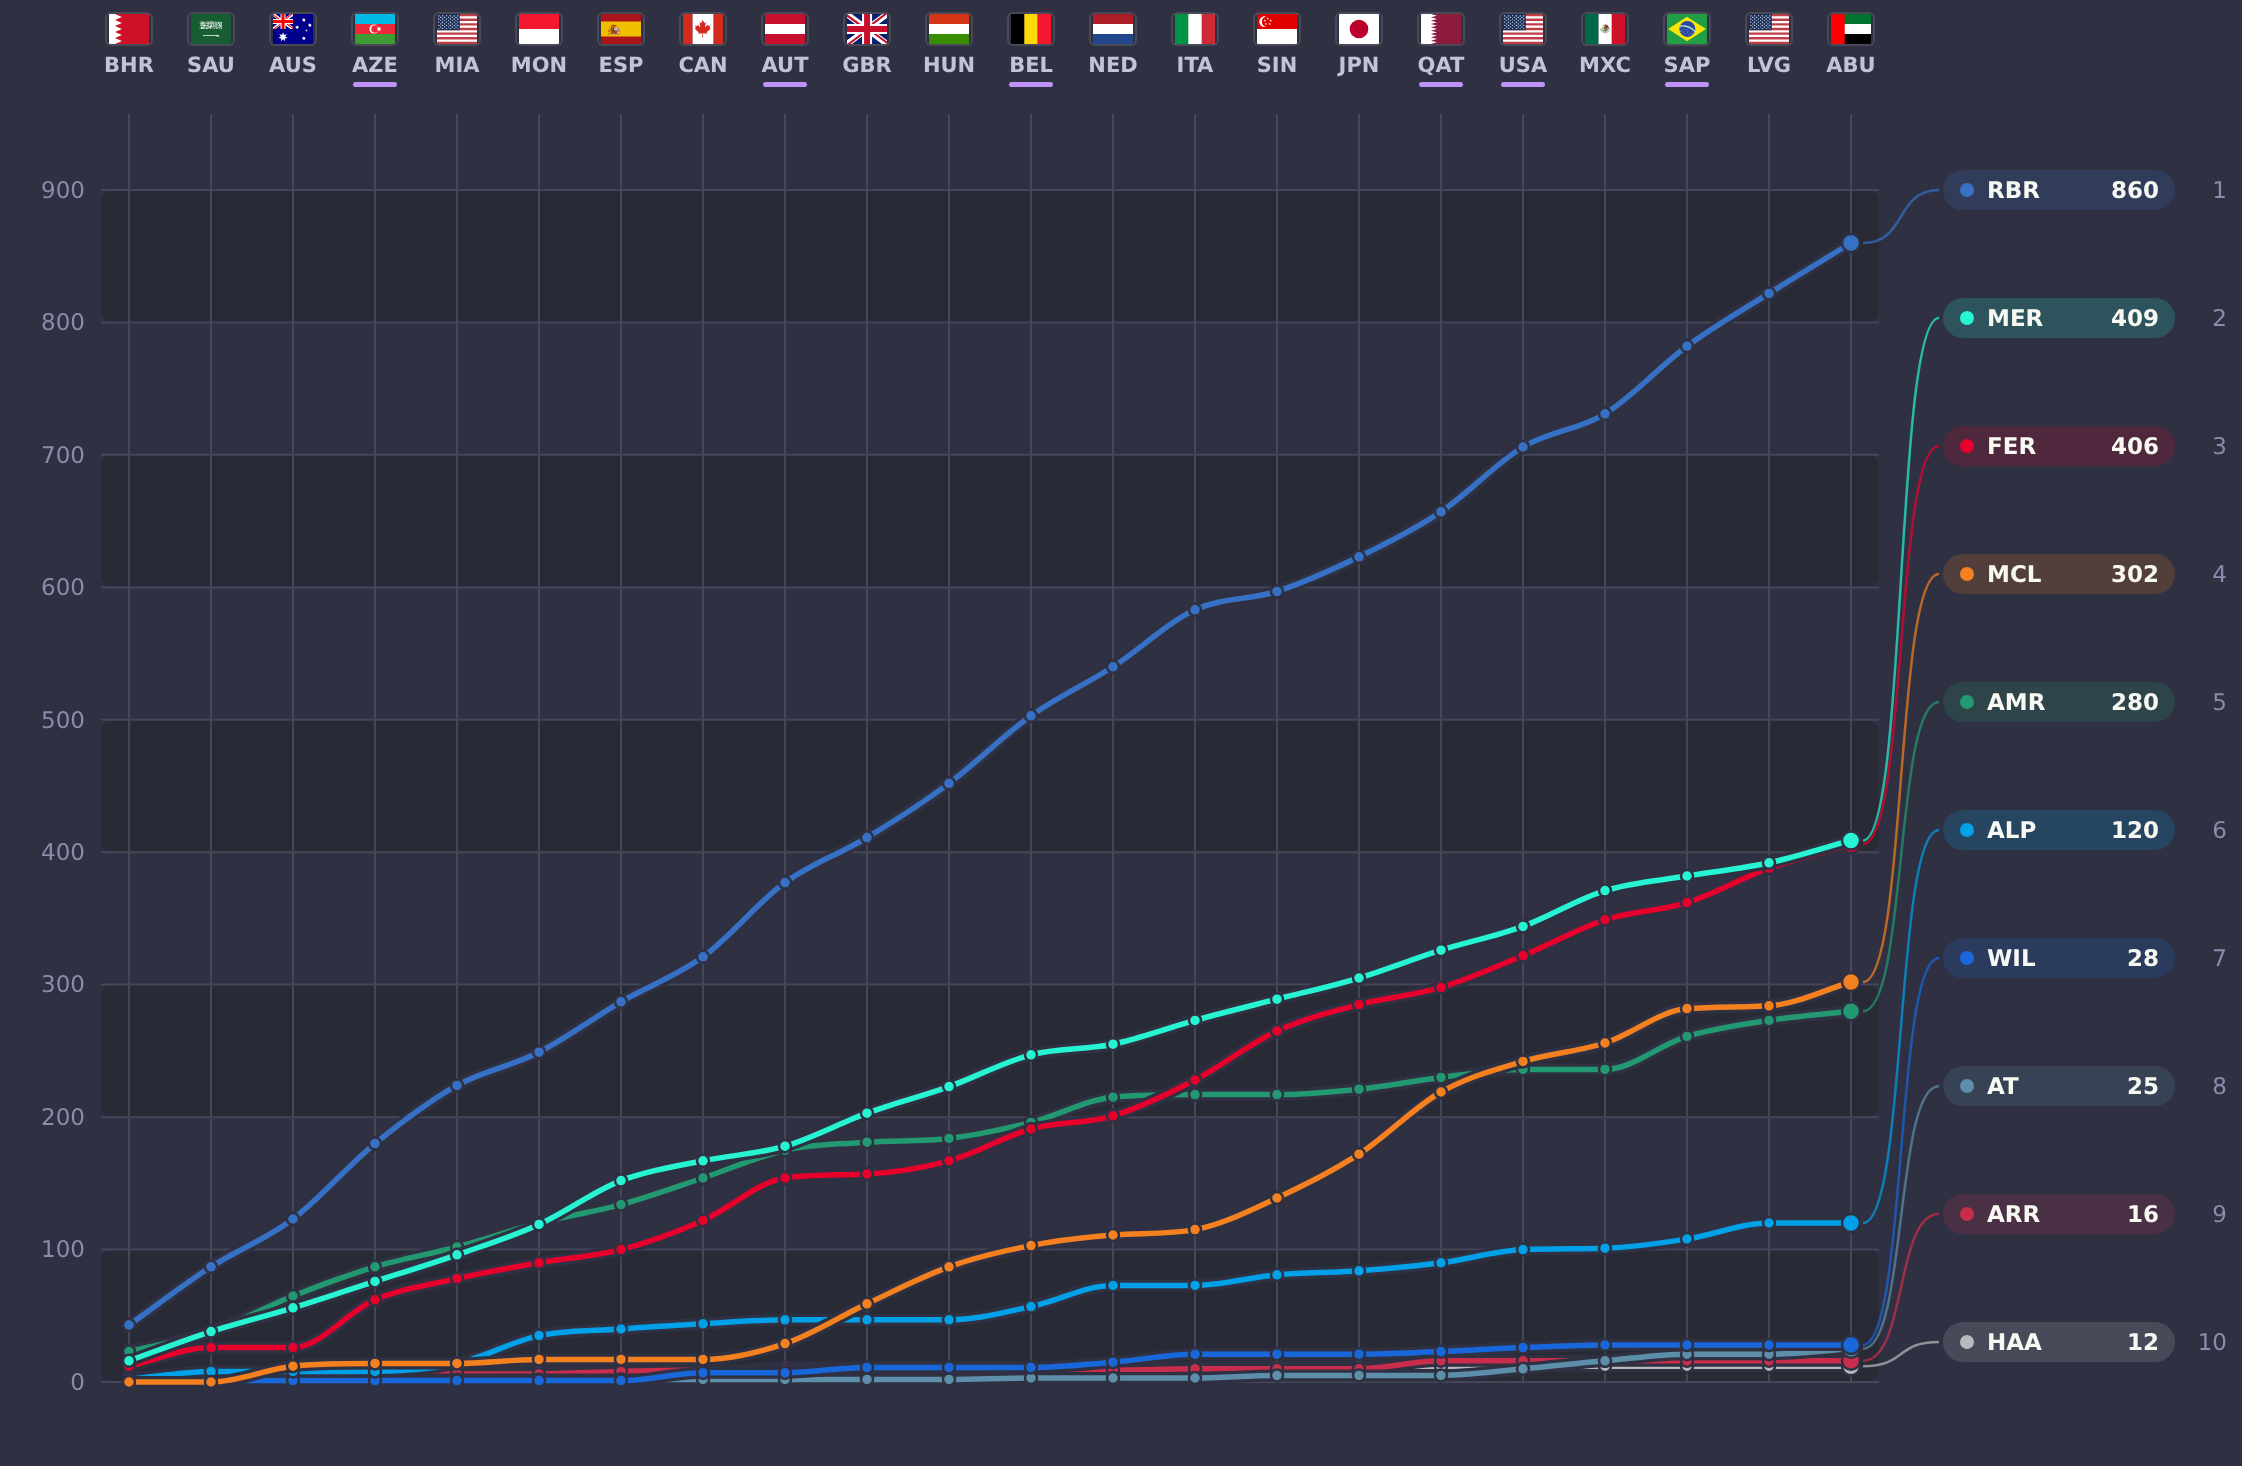 BHR SAU AUS AZE MIA MON ESP CAN AUT GBR HUN BEL NED ITA SIN JPN QAT USA MXC SAP LVG ABU
900
800
700
600
500
400
300
200
100
0
RBR 860 1
MER 409 2
FER 406 3
MCL 302 4
AMR 280 5
ALP 120 6
WIL 28 7
AT 25 8
ARR 16 9
HAA 12 10